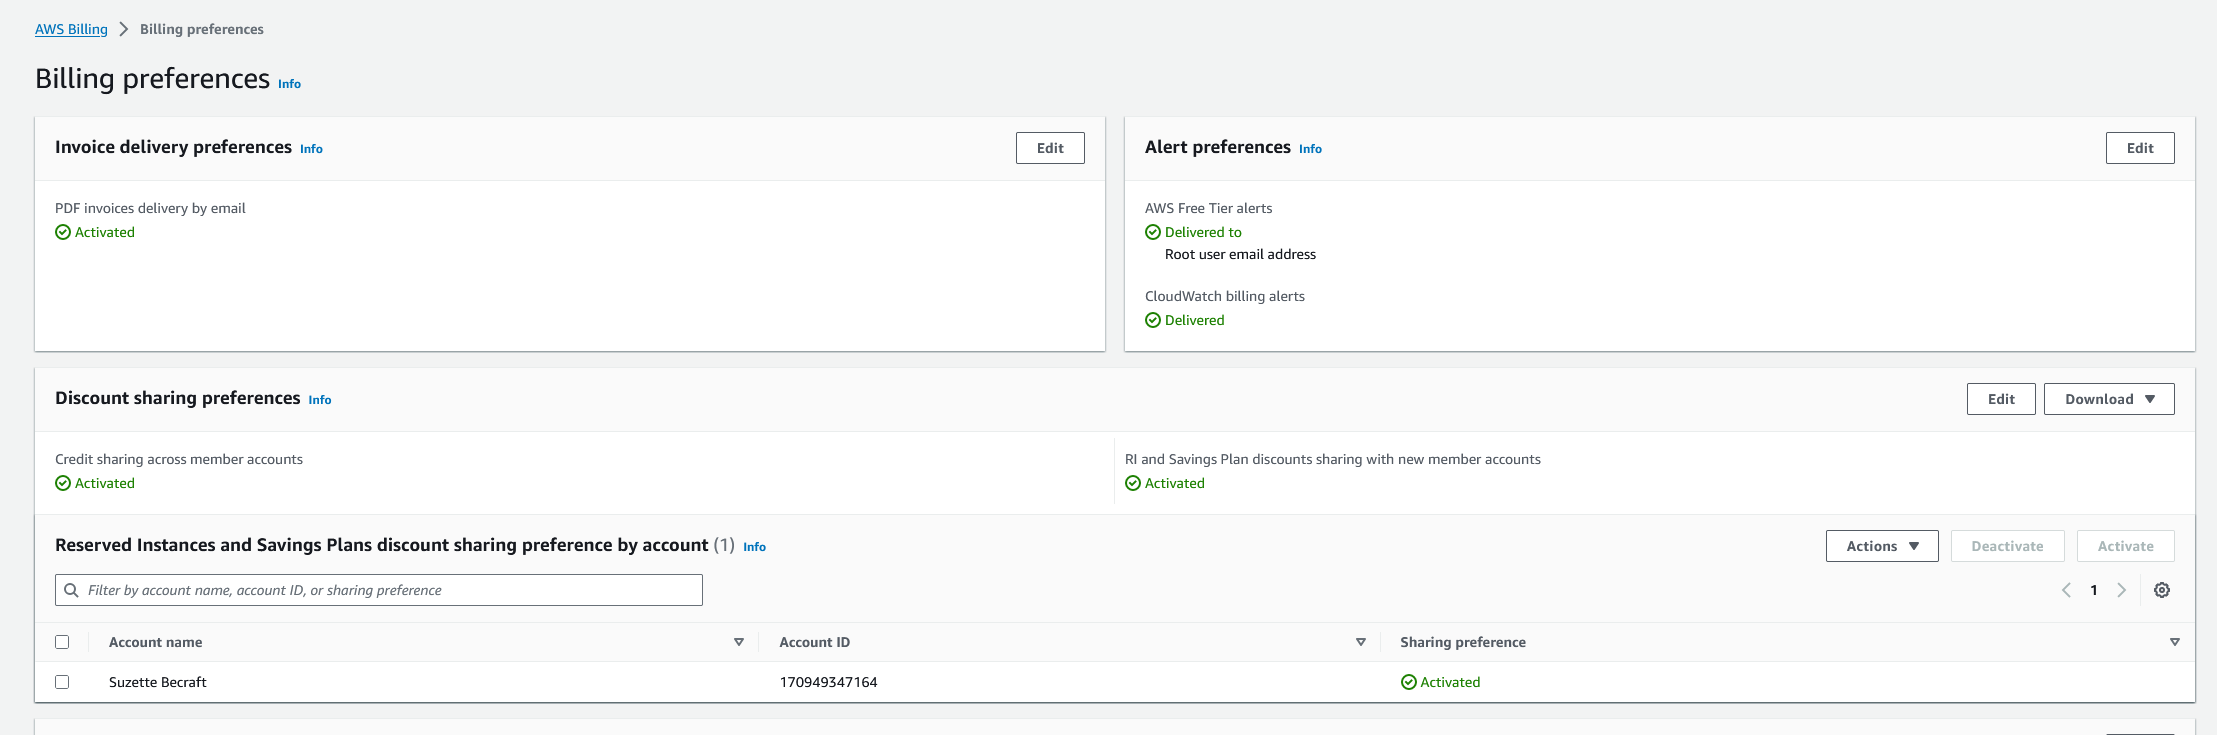 AWS Billing > Billing preferences
Billing preferences Info
Invoice delivery preferences Info
Edit
PDF invoices delivery by email
Activated
Alert preferences Info
Edit
AWS Free Tier alerts
Delivered to
Root user email address
CloudWatch billing alerts
Delivered
Discount sharing preferences Info
Edit
Download
Credit sharing across member accounts
Activated
RI and Savings Plan discounts sharing with new member accounts
Activated
Reserved Instances and Savings Plans discount sharing preference by account (1) Info
Actions
Deactivate
Activate
Filter by account name, account ID, or sharing preference
1
Account name Account ID Sharing preference
Suzette Becraft 170949347164 Activated